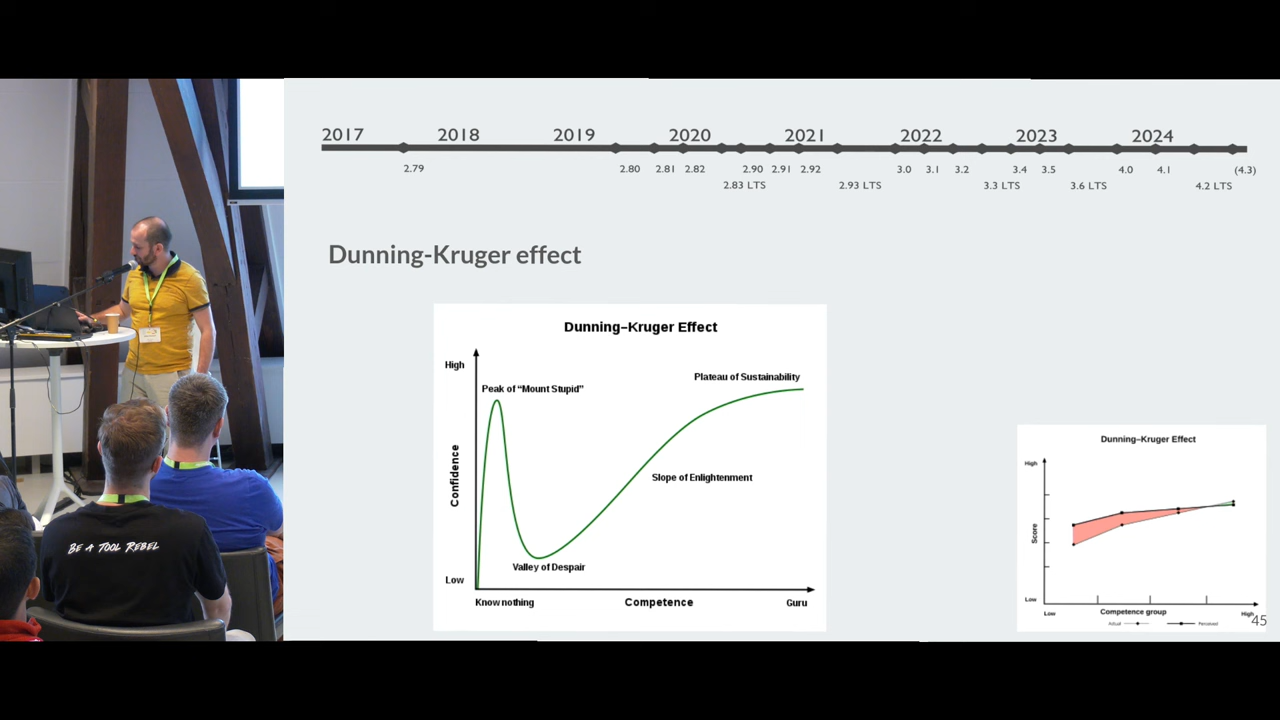 2017 2018 2019 2020 2021 2022 2023 2024
2.79 2.80 2.81 2.82 2.90 2.91 2.92 3.0 3.1 3.2 3.4 3.5 4.0 4.1 (4.3)
2.83 LTS 2.93 LTS 3.3 LTS 3.6 LTS 4.2 LTS
Dunning-Kruger effect
Dunning–Kruger Effect
High
Peak of “Mount Stupid”
Plateau of Sustainability
Confidence
Slope of Enlightenment
Valley of Despair
Low
Know nothing Competence Guru
Dunning–Kruger Effect
High
Score
Low
Low Competence group High
Actual Perceived
45
BE A TOOL REBEL